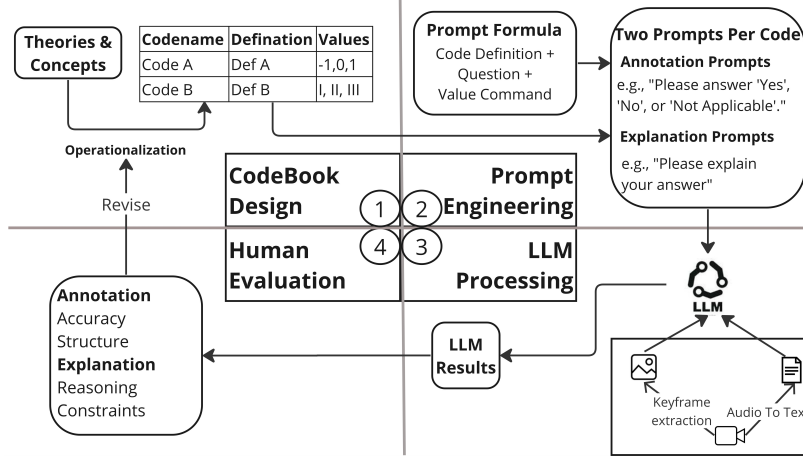 Theories &
Concepts
Codename Defination Values
Code A Def A -1,0,1
Code B Def B I, II, III
Operationalization
Revise
Prompt Formula
Code Definition +
Question +
Value Command
Two Prompts Per Code
Annotation Prompts
e.g., "Please answer 'Yes',
'No', or 'Not Applicable'."
Explanation Prompts
e.g., "Please explain
your answer"
CodeBook
Design
1
2
Prompt
Engineering
Human
Evaluation
4
3
LLM
Processing
Annotation
Accuracy
Structure
Explanation
Reasoning
Constraints
LLM
Results
LLM
Keyframe
extraction
Audio To Tex